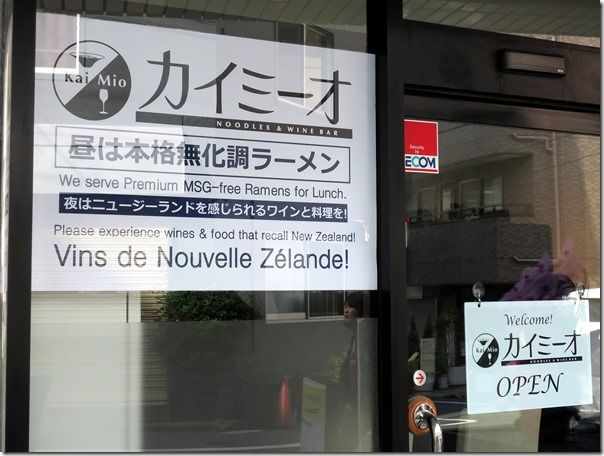 Kai Mio
カイミーオ
NOODLES & WINE BAR
昼は本格無化調ラーメン
We serve Premium MSG-free Ramens for Lunch.
夜はニュージーランドを感じられるワインと料理を!
Please experience wines & food that recall New Zealand!
Vins de Nouvelle Zélande!
Security by
ECOM
Welcome!
Kai Mio
カイミーオ
NOODLES & WINE BAR
OPEN